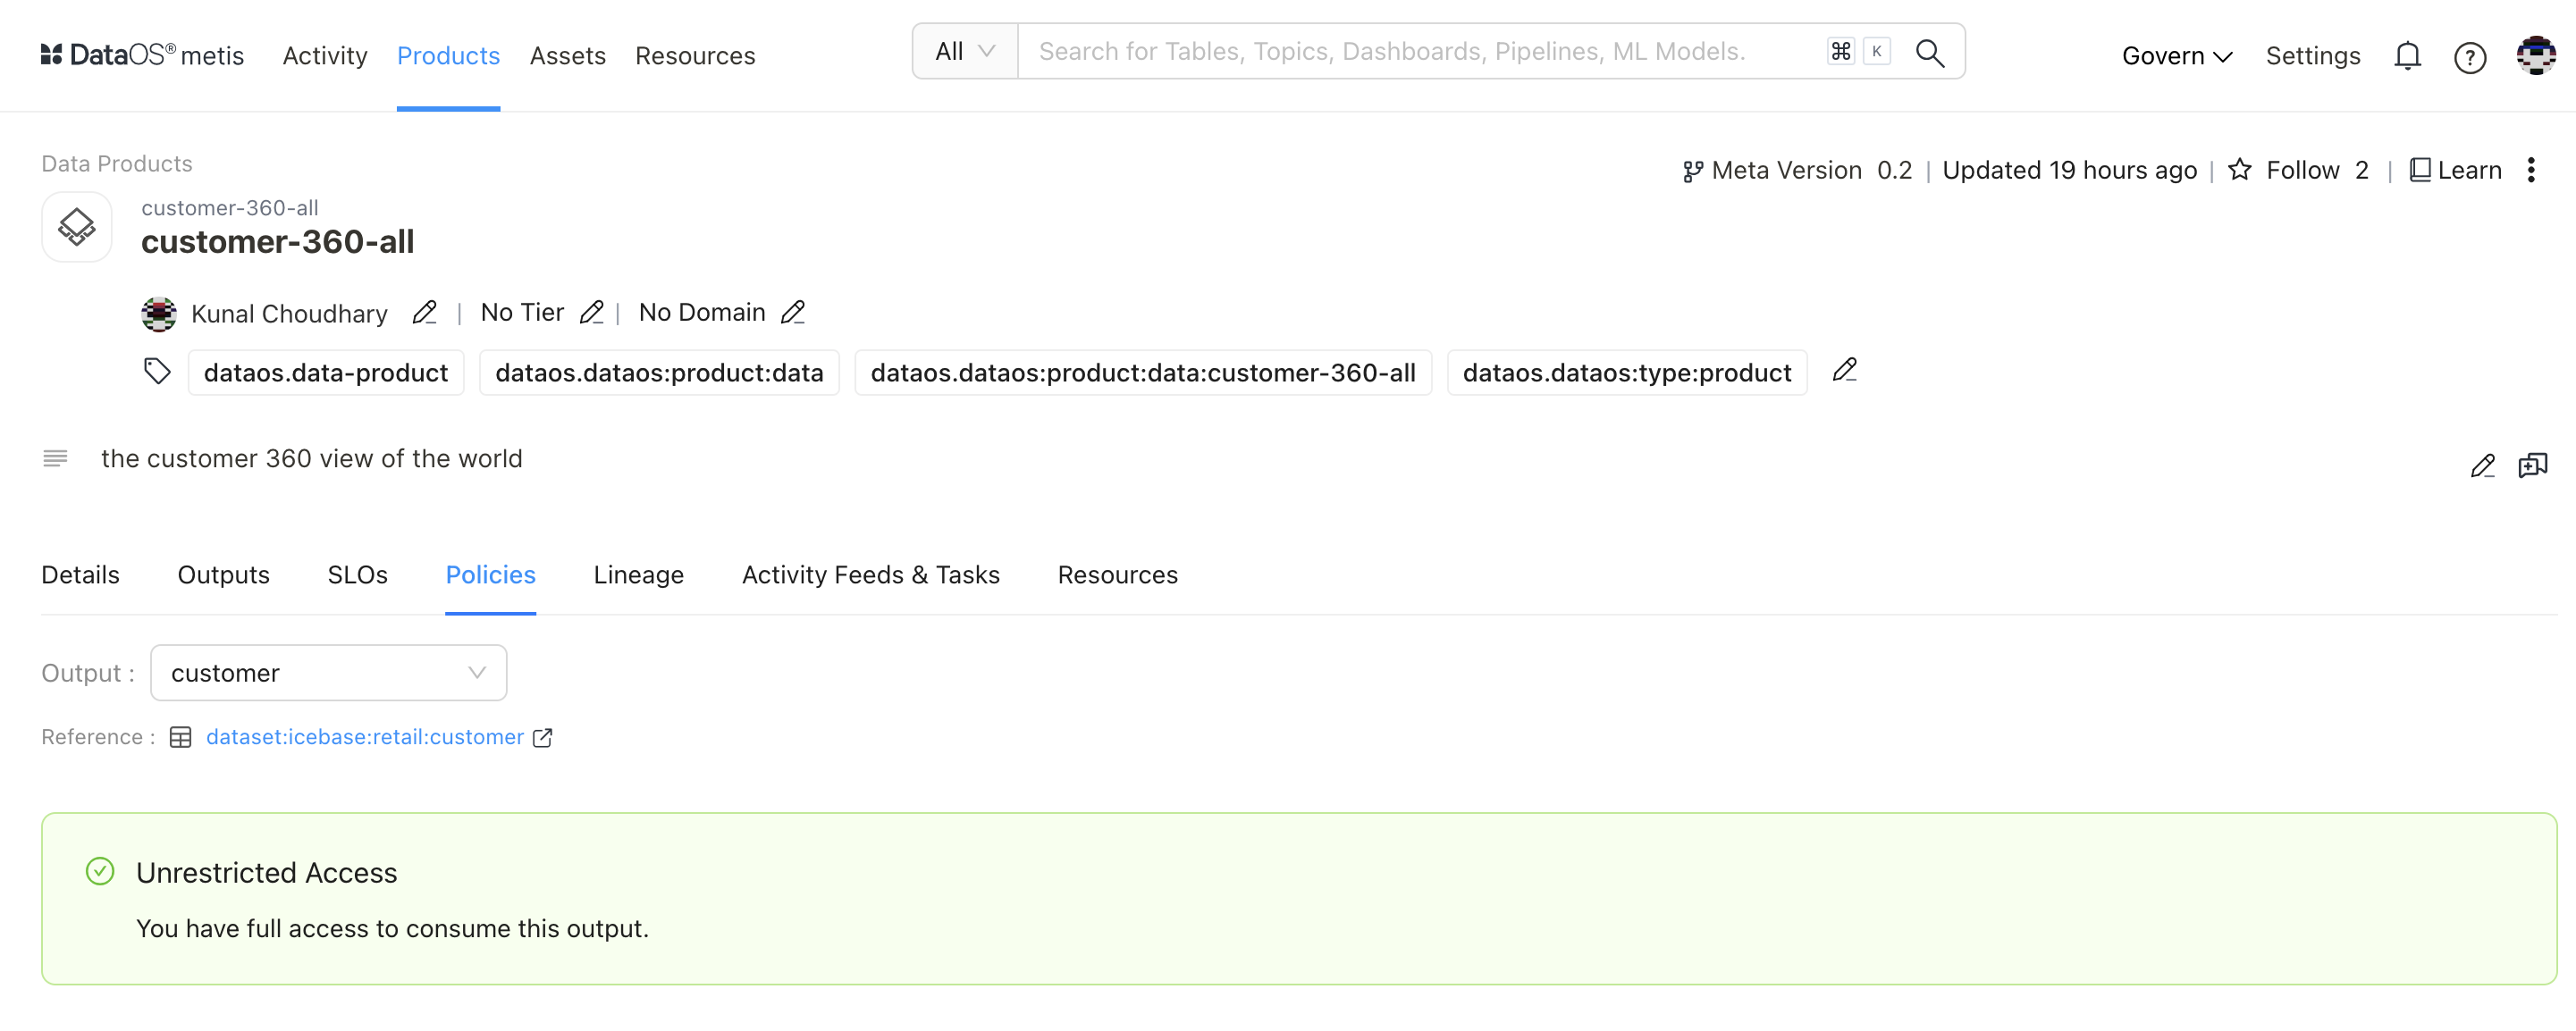 DataOS® metis Activity Products Assets Resources All Search for Tables, Topics, Dashboards, Pipelines, ML Models. ⌘ K Govern Settings ?
Data Products
Meta Version 0.2 | Updated 19 hours ago | Follow 2 | Learn
customer-360-all
customer-360-all
Kunal Choudhary | No Tier | No Domain
dataos.data-product dataos.dataos:product:data dataos.dataos:product:data:customer-360-all dataos.dataos:type:product
the customer 360 view of the world
Details Outputs SLOs Policies Lineage Activity Feeds & Tasks Resources
Output : customer
Reference : dataset:icebase:retail:customer
Unrestricted Access
You have full access to consume this output.